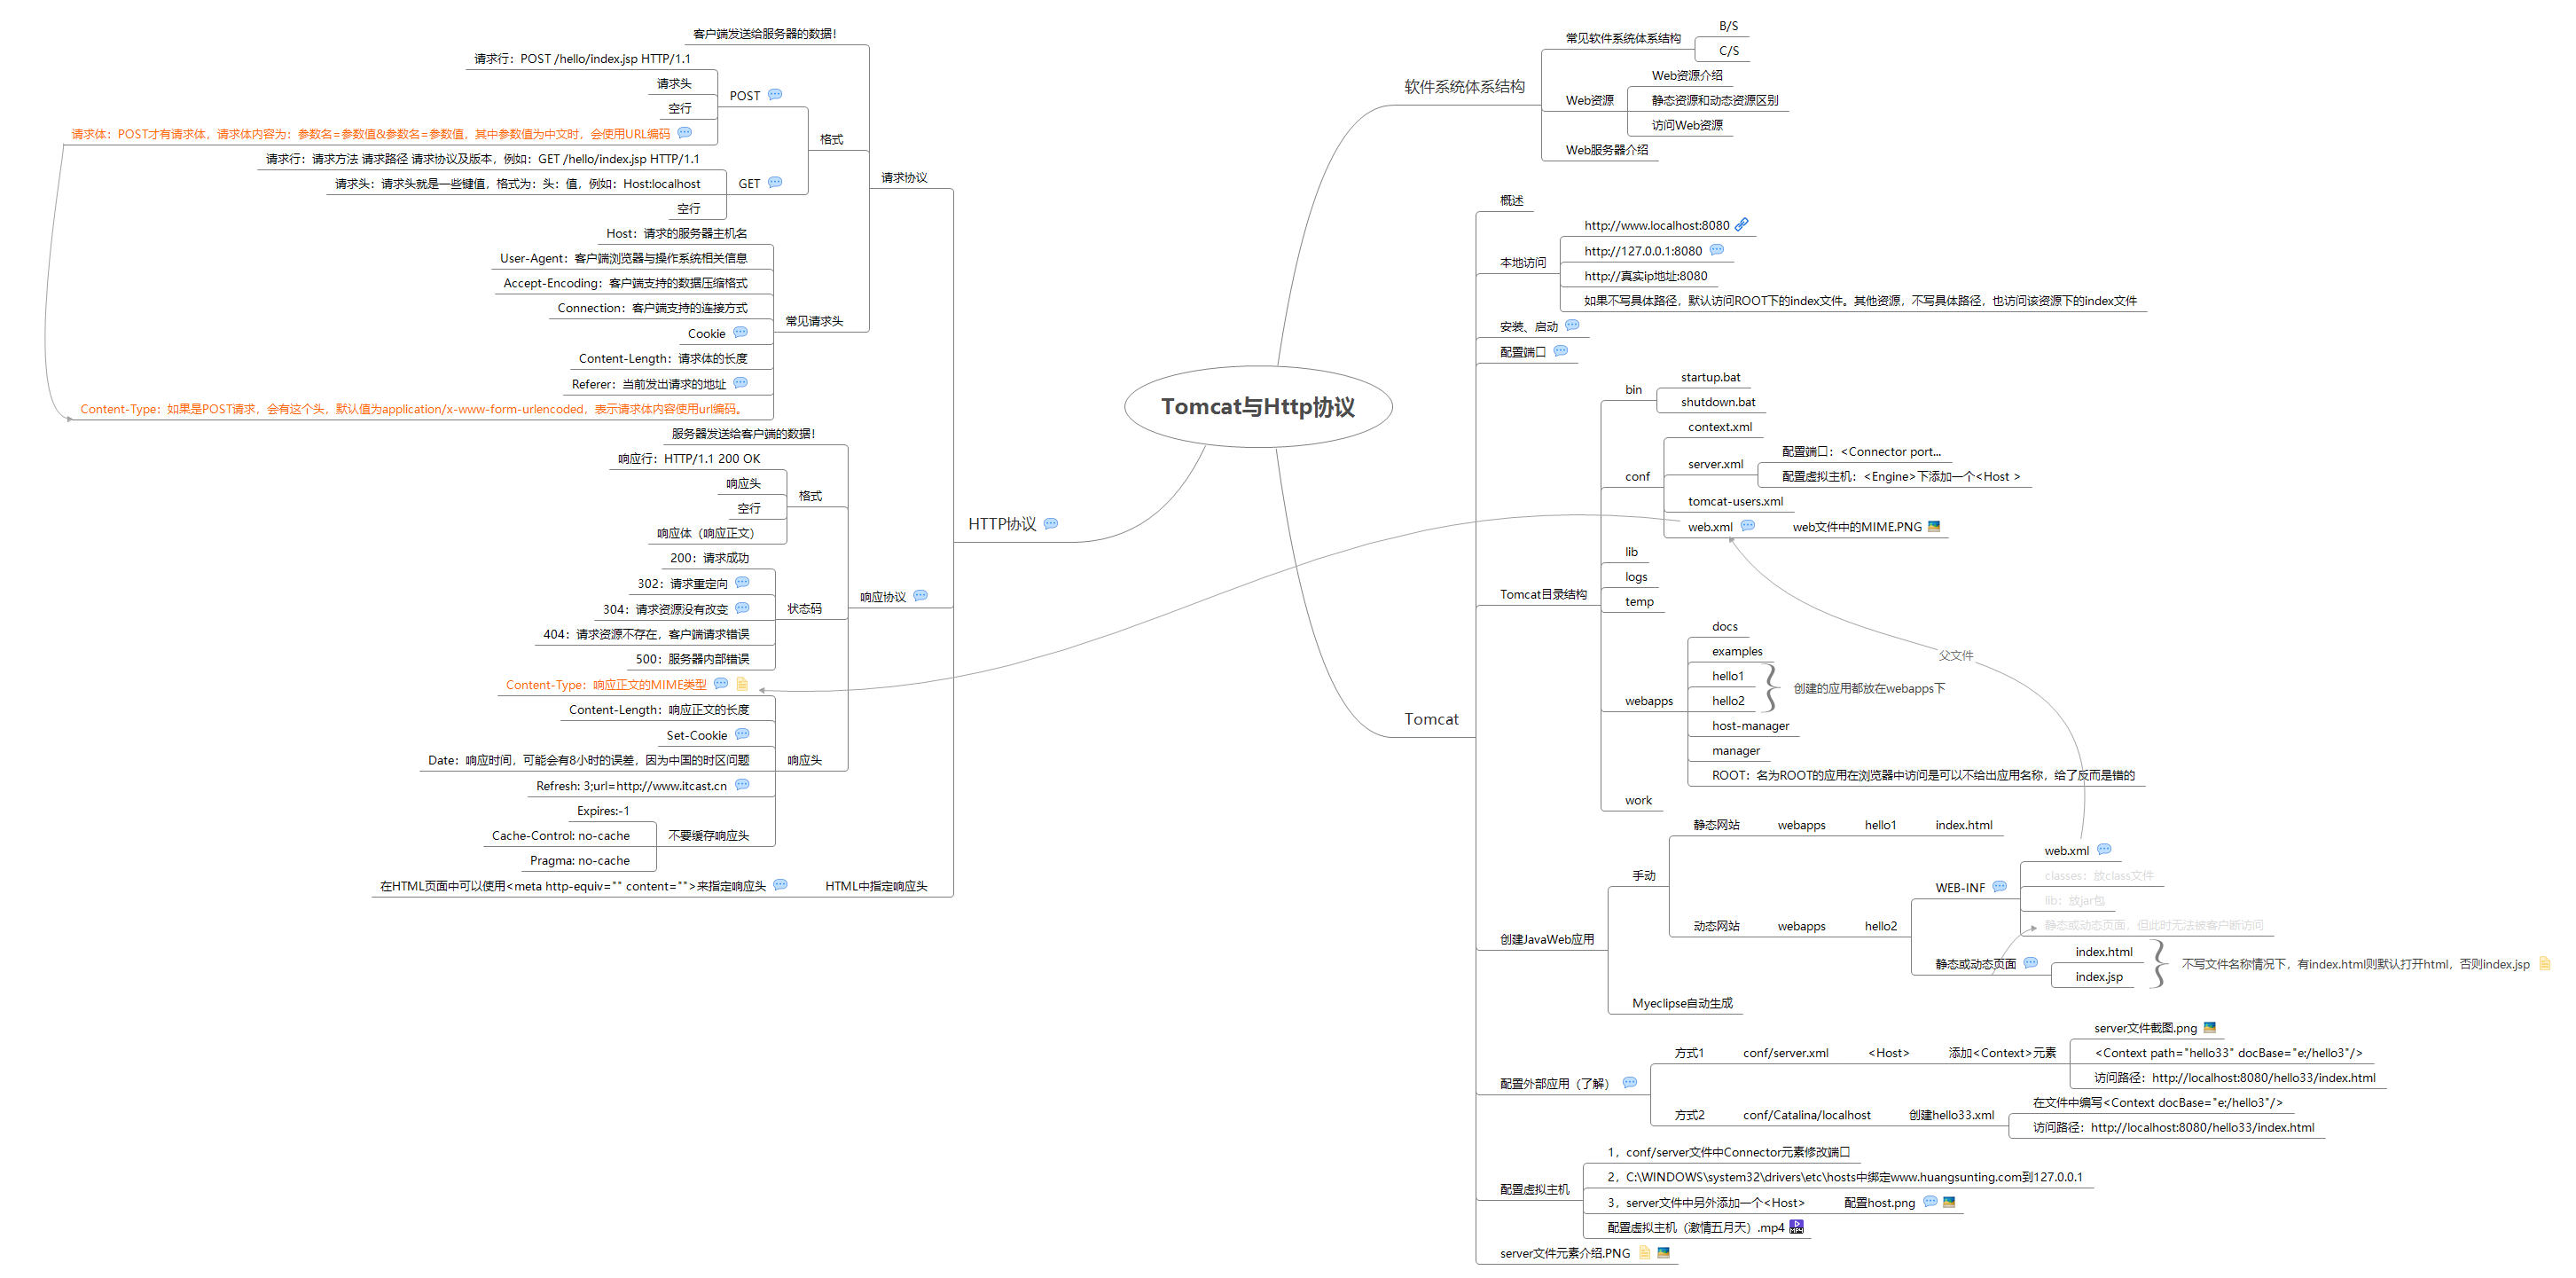 Tomcat与Http协议
软件系统体系结构
常见软件系统体系结构
B/S
C/S
Web资源
Web资源介绍
静态资源和动态资源区别
访问Web资源
Web服务器介绍
Tomcat
概述
本地访问
http://www.localhost:8080
http://127.0.0.1:8080
http://真实ip地址:8080
如果不写具体路径，默认访问ROOT下的index文件。其他资源，不写具体路径，也访问该资源下的index文件
安装、启动
配置端口
Tomcat目录结构
bin
startup.bat
shutdown.bat
conf
context.xml
server.xml
配置端口：<Connector port...
配置虚拟主机：<Engine>下添加一个<Host >
tomcat-users.xml
web.xml
web文件中的MIME.PNG
lib
logs
temp
webapps
docs
examples
hello1
hello2
创建的应用都放在webapps下
host-manager
manager
ROOT：名为ROOT的应用在浏览器中访问是可以不给出应用名称，给了反而是错的
work
父文件
创建JavaWeb应用
手动
静态网站
webapps
hello1
index.html
动态网站
webapps
hello2
WEB-INF
web.xml
classes：放class文件
lib：放jar包
静态或动态页面，但此时无法被客户断访问
静态或动态页面
index.html
index.jsp
不写文件名称情况下，有index.html则默认打开html，否则index.jsp
Myeclipse自动生成
配置外部应用（了解）
方式1
conf/server.xml
<Host>
添加<Context>元素
server文件截图.png
<Context path="hello33" docBase="e:/hello3"/>
访问路径：http://localhost:8080/hello33/index.html
方式2
conf/Catalina/localhost
创建hello33.xml
在文件中编写<Context docBase="e:/hello3"/>
访问路径：http://localhost:8080/hello33/index.html
配置虚拟主机
1，conf/server文件中Connector元素修改端口
2，C:\WINDOWS\system32\drivers\etc\hosts中绑定www.huangsunting.com到127.0.0.1
3，server文件中另外添加一个<Host>
配置host.png
配置虚拟主机（激情五月天）.mp4
server文件元素介绍.PNG
HTTP协议
请求协议
客户端发送给服务器的数据！
格式
POST
请求行：POST /hello/index.jsp HTTP/1.1
请求头
空行
请求体：POST才有请求体，请求体内容为：参数名=参数值&参数名=参数值，其中参数值为中文时，会使用URL编码
GET
请求行：请求方法 请求路径 请求协议及版本，例如：GET /hello/index.jsp HTTP/1.1
请求头：请求头就是一些键值，格式为：头：值，例如：Host:localhost
空行
常见请求头
Host：请求的服务器主机名
User-Agent：客户端浏览器与操作系统相关信息
Accept-Encoding：客户端支持的数据压缩格式
Connection：客户端支持的连接方式
Cookie
Content-Length：请求体的长度
Referer：当前发出请求的地址
Content-Type：如果是POST请求，会有这个头，默认值为application/x-www-form-urlencoded，表示请求体内容使用url编码。
响应协议
服务器发送给客户端的数据！
格式
响应行：HTTP/1.1 200 OK
响应头
空行
响应体（响应正文）
状态码
200：请求成功
302：请求重定向
304：请求资源没有改变
404：请求资源不存在，客户端请求错误
500：服务器内部错误
响应头
Content-Type：响应正文的MIME类型
Content-Length：响应正文的长度
Set-Cookie
Date：响应时间，可能会有8小时的误差，因为中国的时区问题
Refresh: 3;url=http://www.itcast.cn
不要缓存响应头
Expires:-1
Cache-Control: no-cache
Pragma: no-cache
HTML中指定响应头
在HTML页面中可以使用<meta http-equiv="" content="">来指定响应头